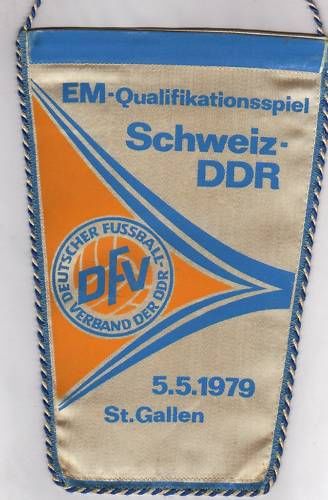 EM-Qualifikationsspiel
Schweiz-
DDR
DEUTSCHER FUSSBALL-
VERBAND DER DDR
DFV
5.5.1979
St.Gallen